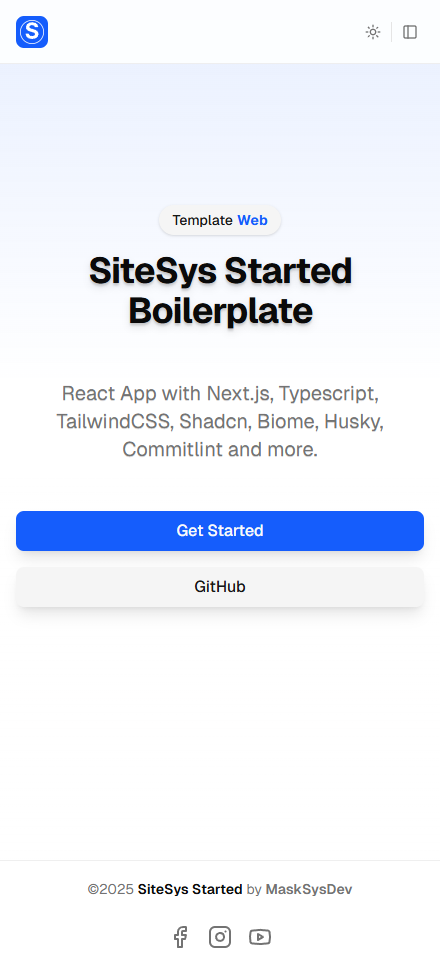 S
Template Web
SiteSys Started
Boilerplate
React App with Next.js, Typescript,
TailwindCSS, Shadcn, Biome, Husky,
Commitlint and more.
Get Started
GitHub
©2025 SiteSys Started by MaskSysDev